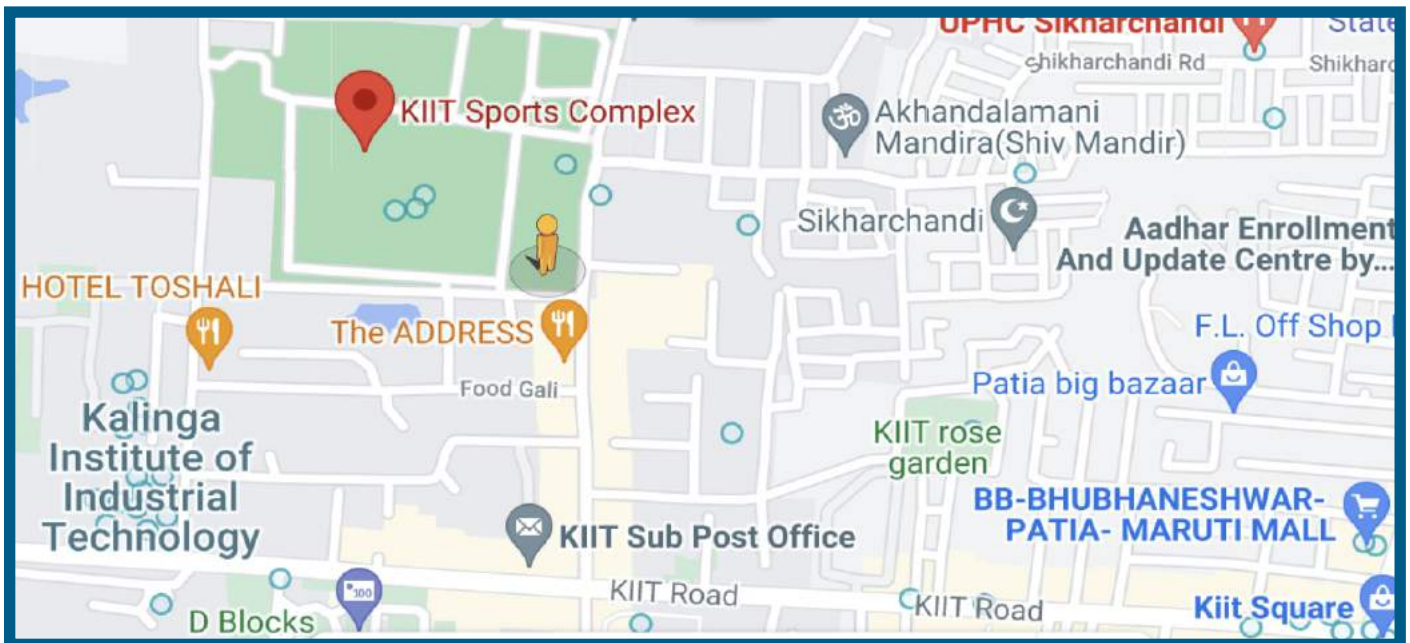 UPHC Sikharchandi
State
Shikharchandi Rd
Shikharc
KIIT Sports Complex
Akhandalamani
Mandira(Shiv Mandir)
Sikharchandi
Aadhar Enrollment
And Update Centre by...
HOTEL TOSHALI
The ADDRESS
F.L. Off Shop
Food Gali
Patia big bazaar
Kalinga
Institute of
Industrial
Technology
KIIT rose
garden
BB-BHUBHANESHWAR-
PATIA- MARUTI MALL
KIIT Sub Post Office
KIIT Road
KIIT Road
Kiit Square
D Blocks
100